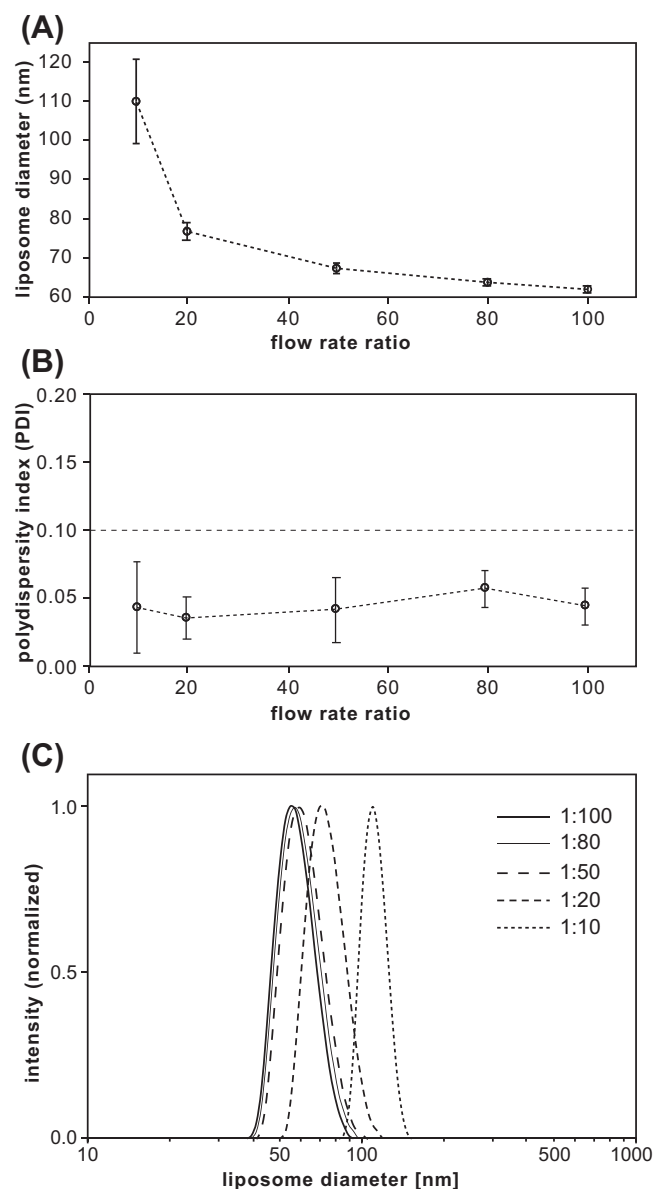 (A)
liposome diameter (nm)
120
110
100
90
80
70
60
0 20 40 60 80 100
flow rate ratio
(B)
polydispersity index (PDI)
0.20
0.15
0.10
0.05
0.00
0 20 40 60 80 100
flow rate ratio
(C)
intensity (normalized)
1.0
0.5
0.0
1:100
1:80
1:50
1:20
1:10
10 50 100 500 1000
liposome diameter [nm]